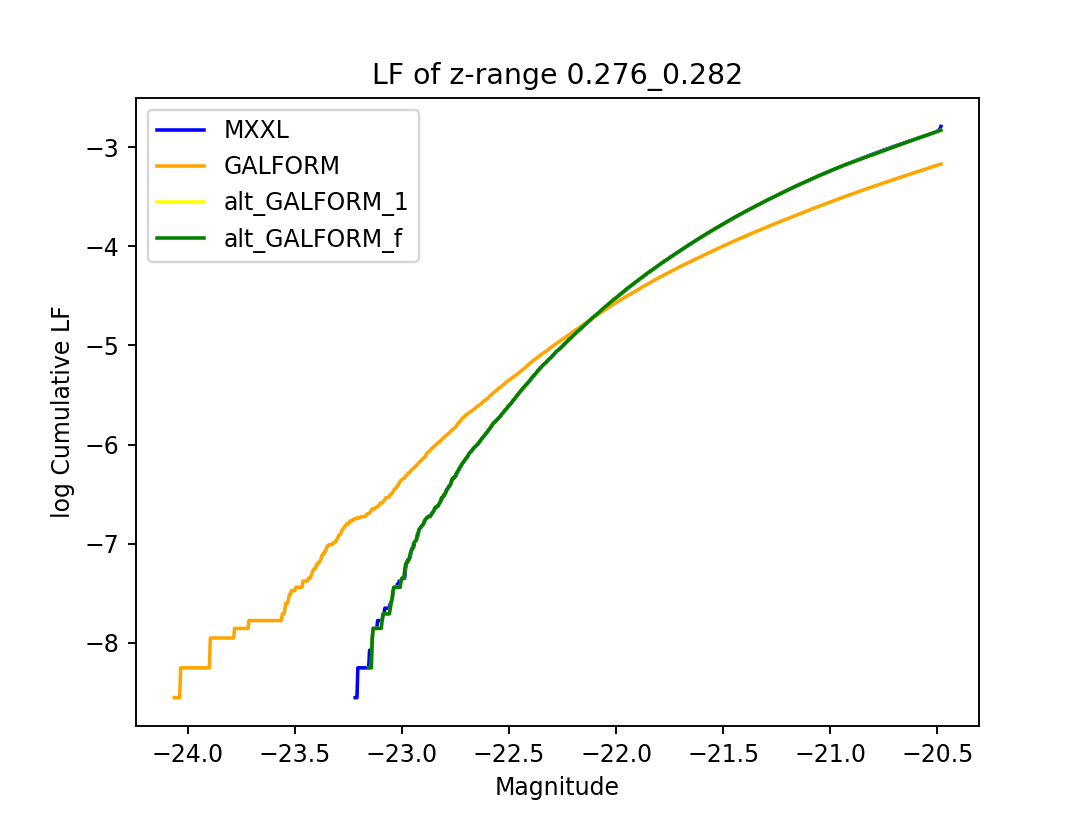 LF of z-range 0.276_0.282
MXXL
GALFORM
alt_GALFORM_1
alt_GALFORM_f
log Cumulative LF
−3
−4
−5
−6
−7
−8
−24.0 −23.5 −23.0 −22.5 −22.0 −21.5 −21.0 −20.5
Magnitude